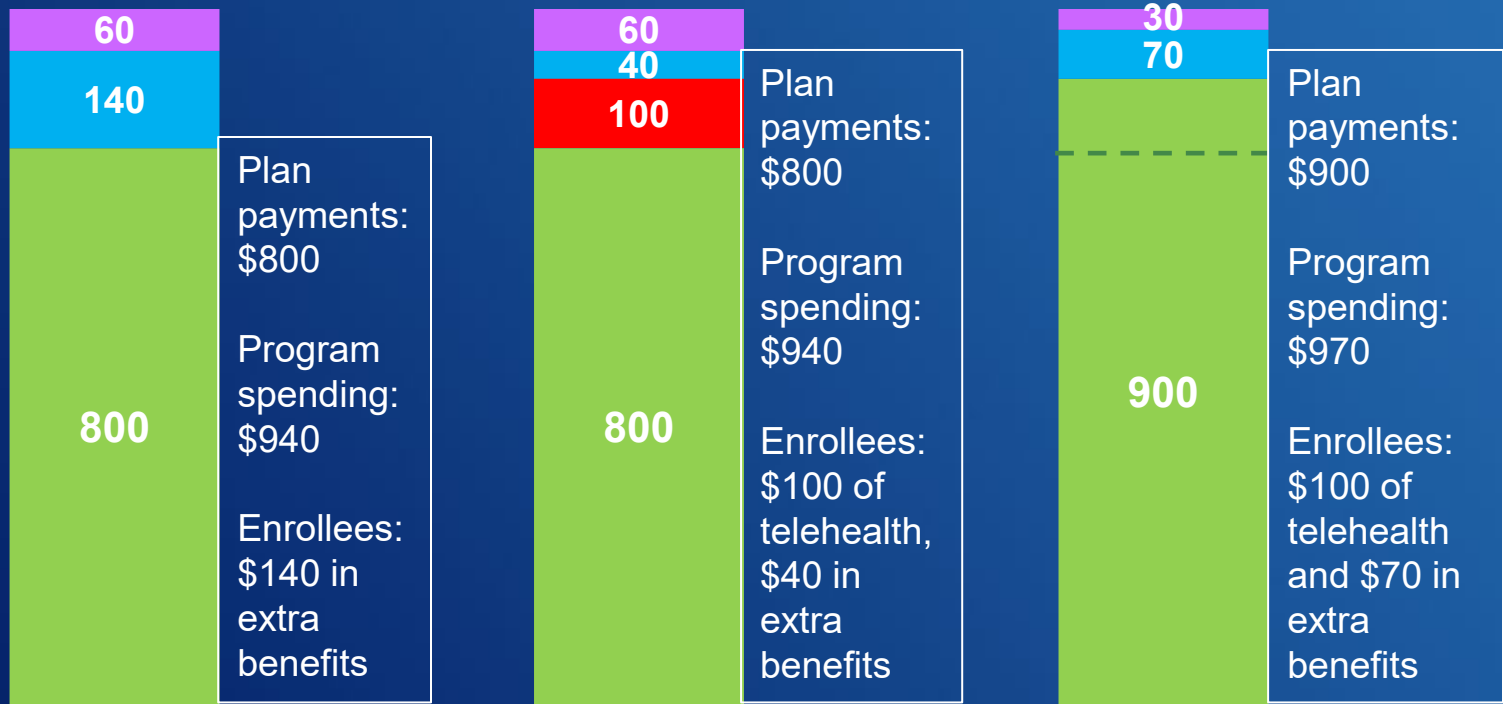 60
140
800
Plan
payments:
$800
Program
spending:
$940
Enrollees:
$140 in
extra
benefits
60
40
100
800
Plan
payments:
$800
Program
spending:
$940
Enrollees:
$100 of
telehealth,
$40 in
extra
benefits
30
70
900
Plan
payments:
$900
Program
spending:
$970
Enrollees:
$100 of
telehealth
and $70 in
extra
benefits